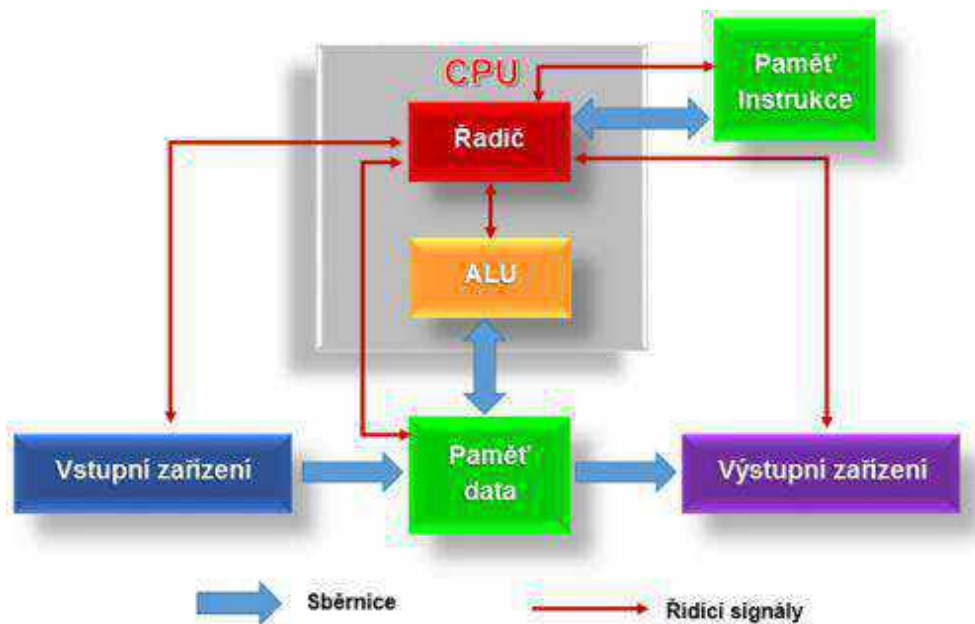 CPU
Paměť
Instrukce
Řadič
ALU
Vstupní zařízení
Paměť
data
Výstupní zařízení
Sběrnice
Řídicí signály